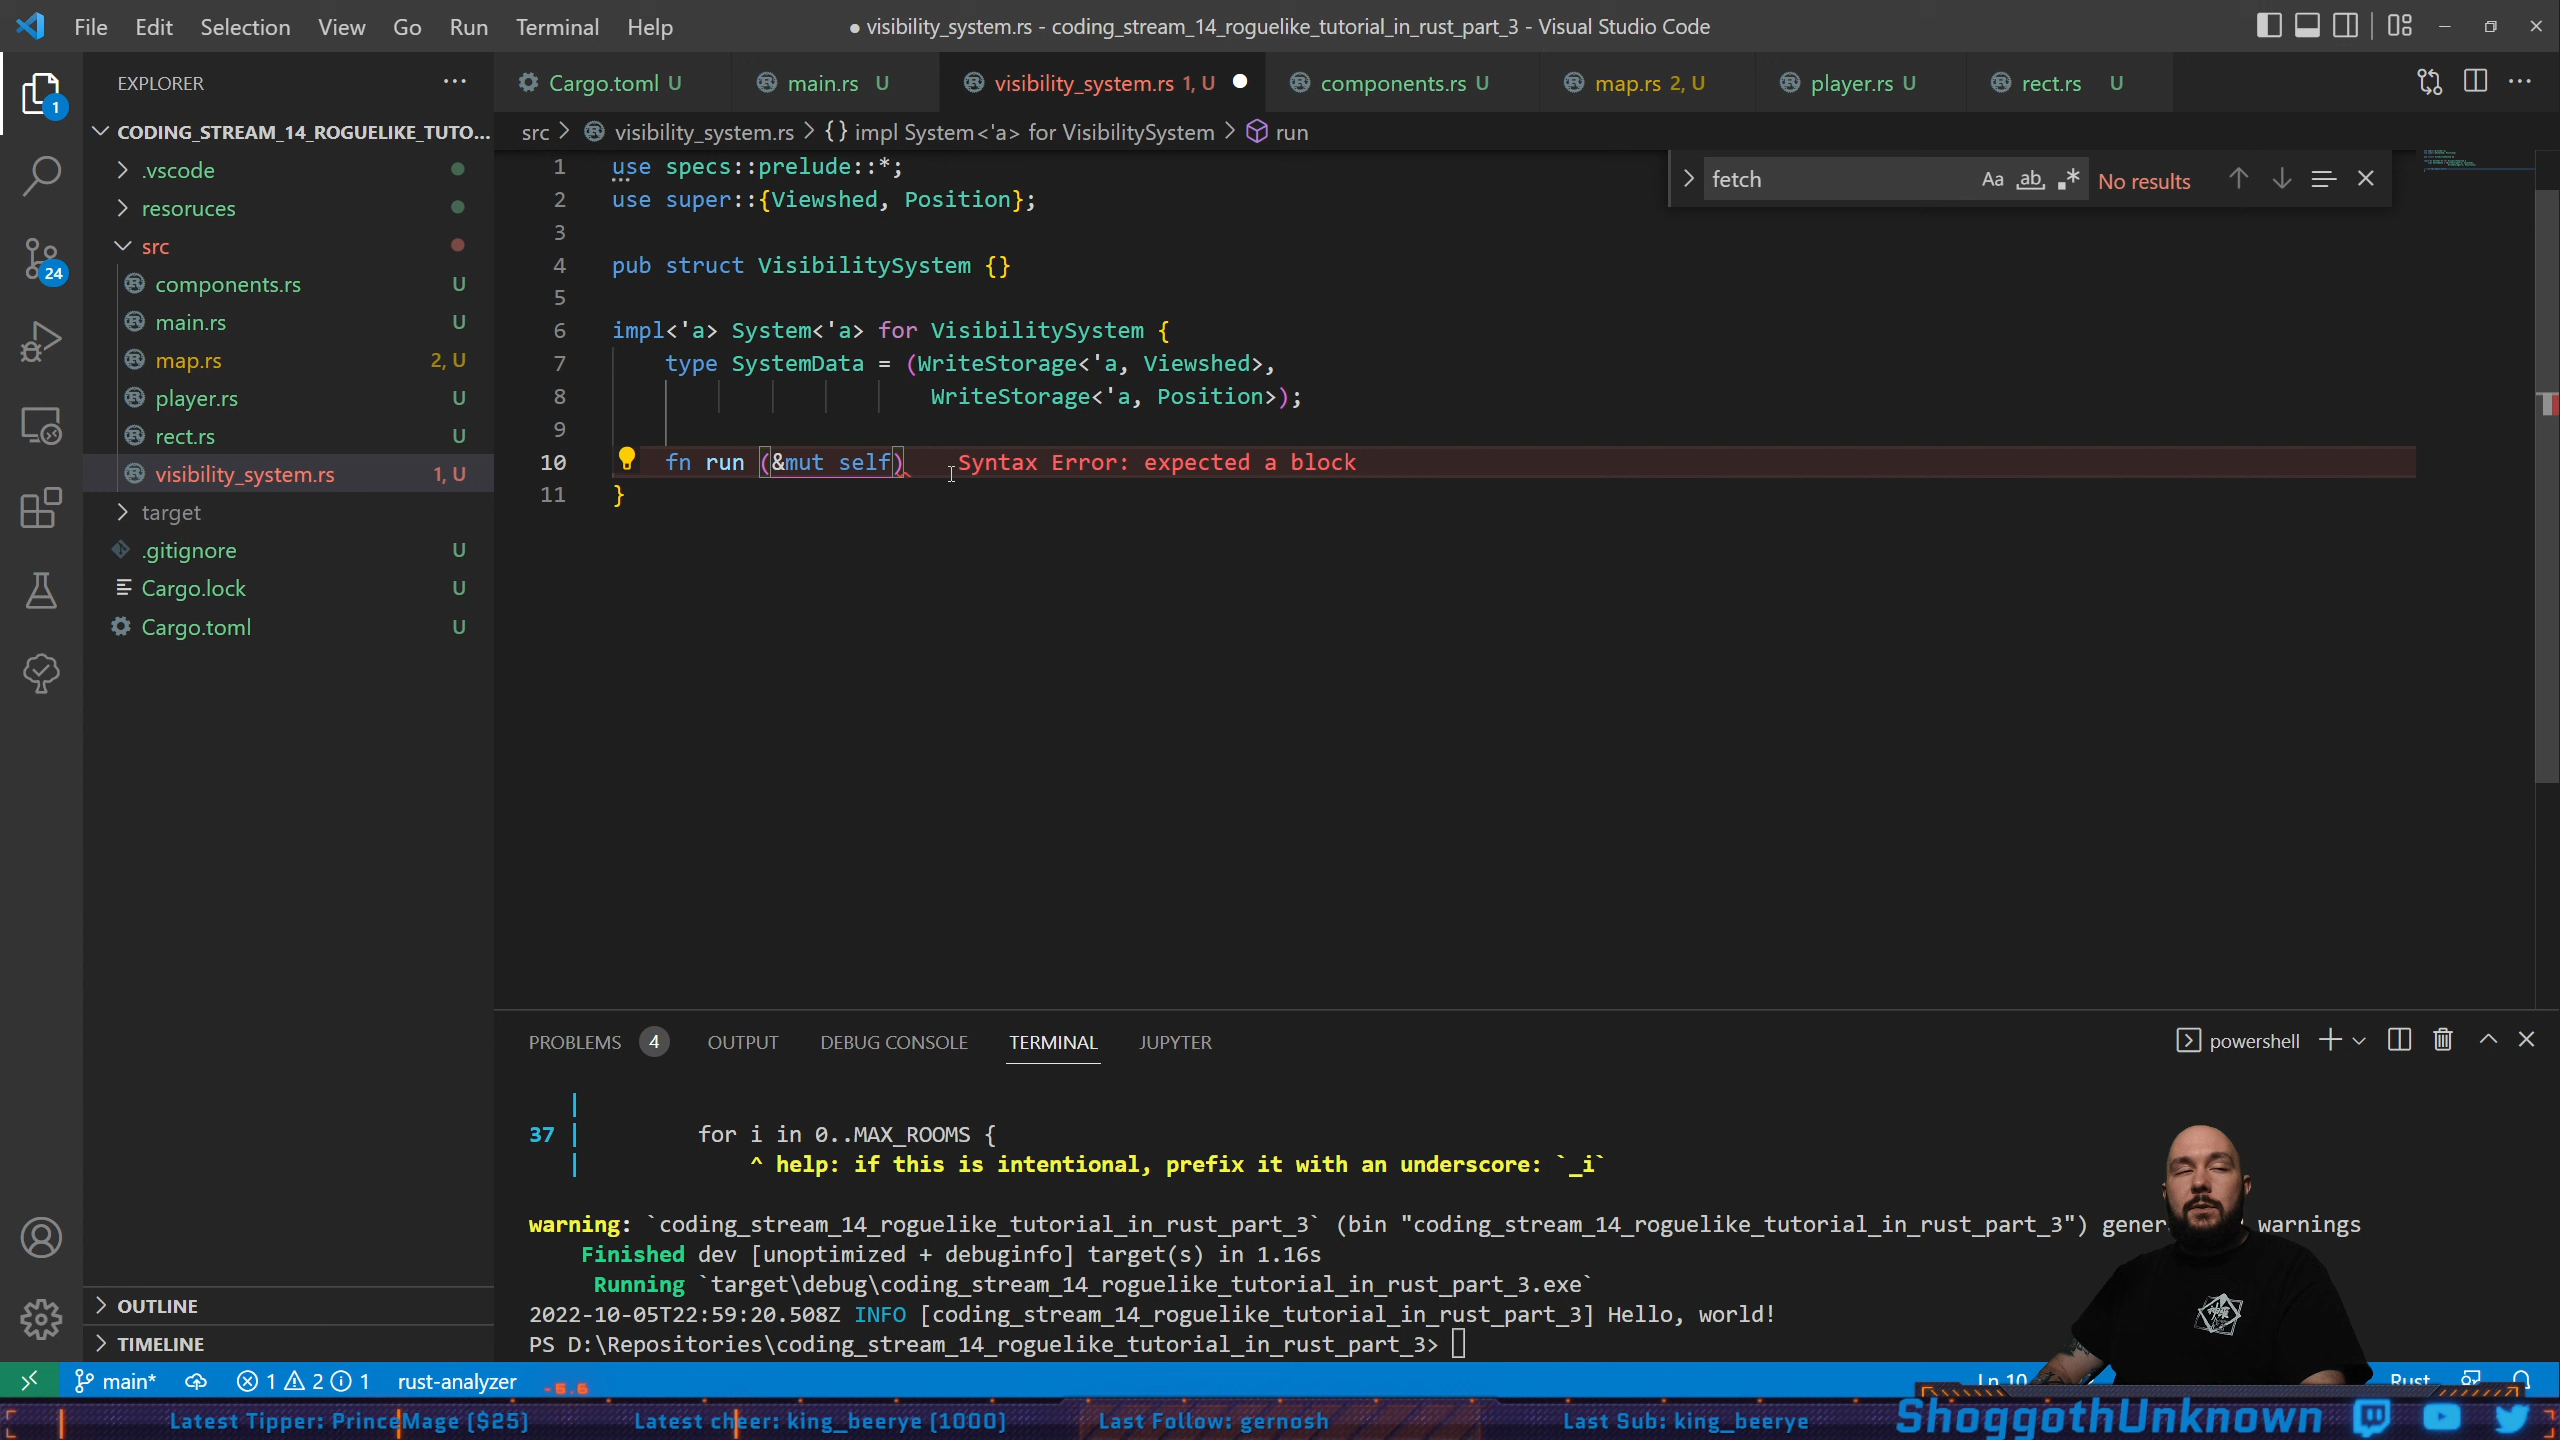 File Edit Selection View Go Run Terminal Help
● visibility_system.rs - coding_stream_14_roguelike_tutorial_in_rust_part_3 - Visual Studio Code
EXPLORER
Cargo.toml U
main.rs U
visibility_system.rs 1, U
components.rs U
map.rs 2, U
player.rs U
rect.rs U
1
24
CODING_STREAM_14_ROGUELIKE_TUTO...
.vscode
resoruces
src
components.rs U
main.rs U
map.rs 2, U
player.rs U
rect.rs U
visibility_system.rs 1, U
target
.gitignore U
Cargo.lock U
Cargo.toml U
OUTLINE
TIMELINE
src > visibility_system.rs > {} impl System<'a> for VisibilitySystem > run
fetch Aa ab No results
1 use specs::prelude::*;
2 use super::{Viewshed, Position};
3
4 pub struct VisibilitySystem {}
5
6 impl<'a> System<'a> for VisibilitySystem {
7 type SystemData = (WriteStorage<'a, Viewshed>,
8 WriteStorage<'a, Position>);
9
10 fn run (&mut self) Syntax Error: expected a block
11 }
PROBLEMS 4 OUTPUT DEBUG CONSOLE TERMINAL JUPYTER
powershell
|
37 | for i in 0..MAX_ROOMS {
| ^ help: if this is intentional, prefix it with an underscore: `_i`
warning: `coding_stream_14_roguelike_tutorial_in_rust_part_3` (bin "coding_stream_14_roguelike_tutorial_in_rust_part_3") gener warnings
Finished dev [unoptimized + debuginfo] target(s) in 1.16s
Running `target\debug\coding_stream_14_roguelike_tutorial_in_rust_part_3.exe`
2022-10-05T22:59:20.508Z INFO [coding_stream_14_roguelike_tutorial_in_rust_part_3] Hello, world!
PS D:\Repositories\coding_stream_14_roguelike_tutorial_in_rust_part_3>
main* 1 2 1 rust-analyzer -5.6
Ln 10 Rust
Latest Tipper: PrinceMage ($25)
Latest cheer: king_beerye (1000)
Last Follow: gernosh
Last Sub: king_beerye
ShoggothUnknown